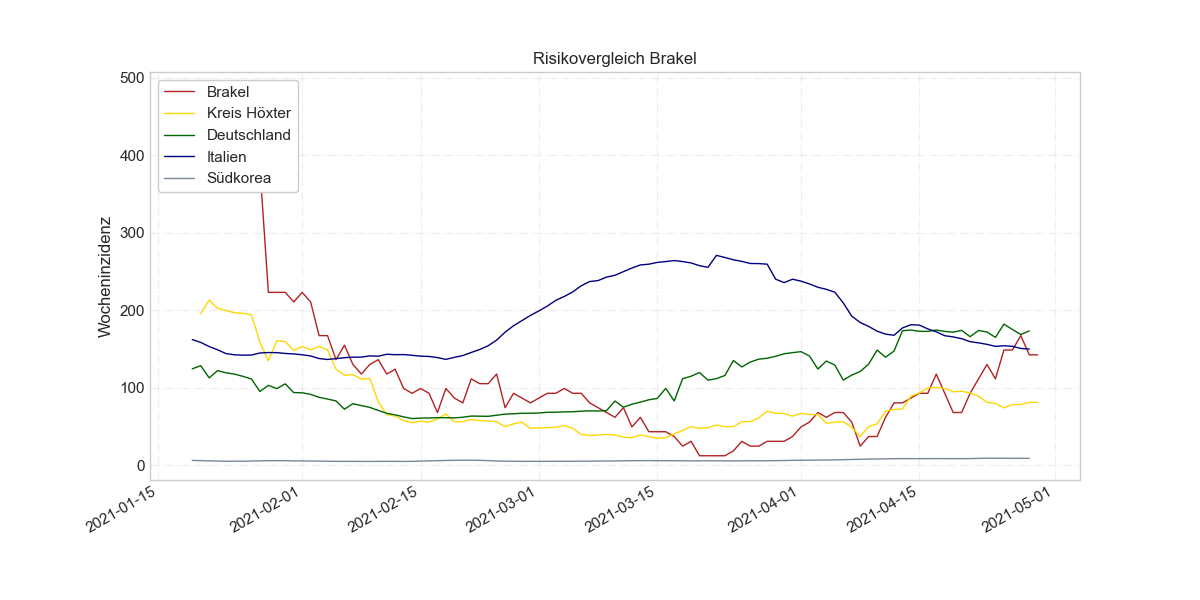 Risikovergleich Brakel
500
400
300
200
100
0
Wocheninzidenz
Brakel
Kreis Höxter
Deutschland
Italien
Südkorea
2021-01-15
2021-02-01
2021-02-15
2021-03-01
2021-03-15
2021-04-01
2021-04-15
2021-05-01